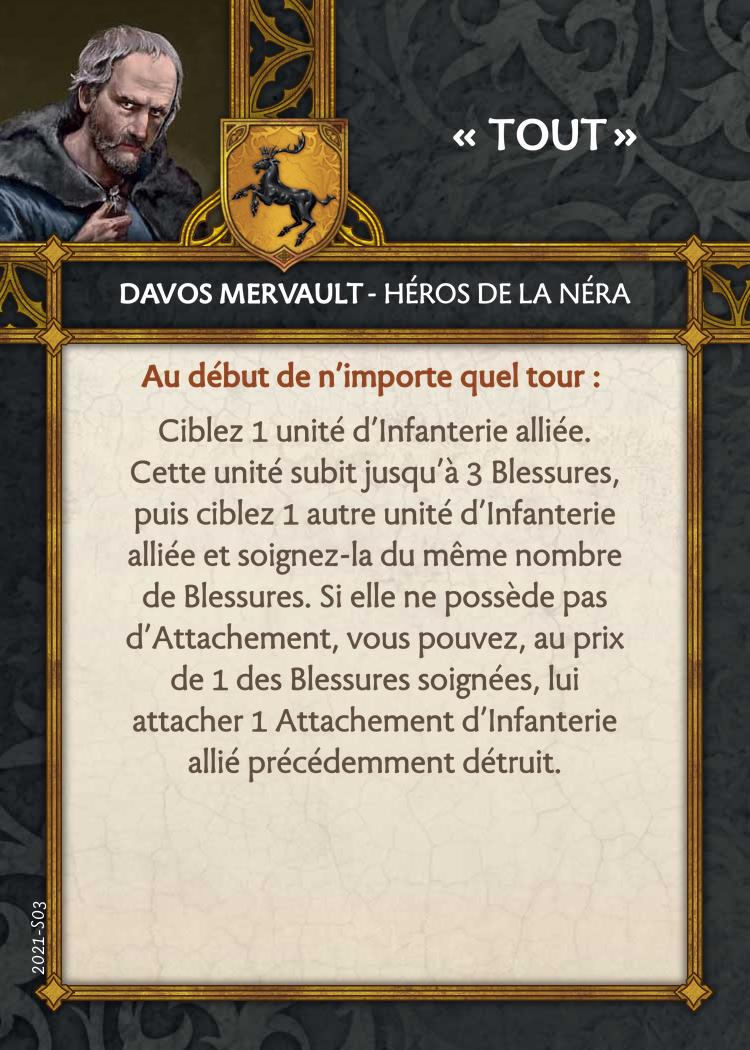 « TOUT »
DAVOS MERVAULT - HÉROS DE LA NÉRA
Au début de n’importe quel tour :
Ciblez 1 unité d’Infanterie alliée.
Cette unité subit jusqu’à 3 Blessures,
puis ciblez 1 autre unité d’Infanterie
alliée et soignez-la du même nombre
de Blessures. Si elle ne possède pas
d’Attachement, vous pouvez, au prix
de 1 des Blessures soignées, lui
attacher 1 Attachement d’Infanterie
allié précédemment détruit.
2021-S03